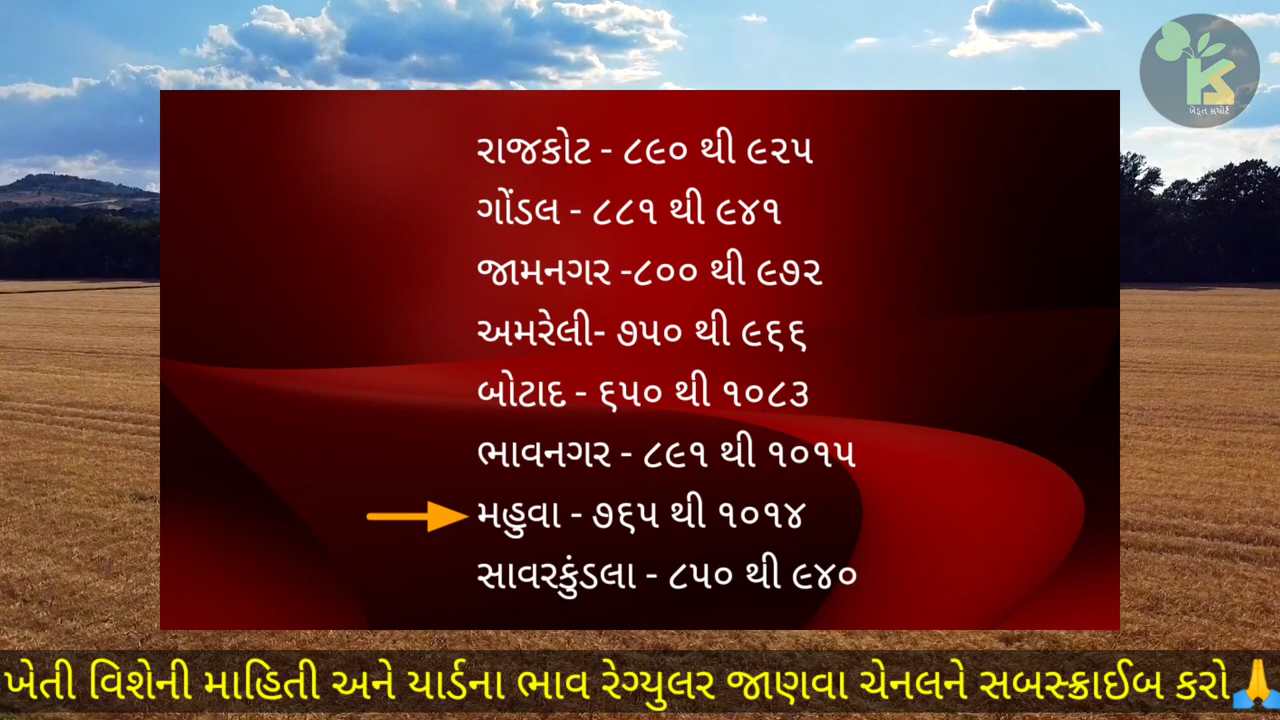 ખેડૂત સપોર્ટ
રાજકોટ - ૮૯૦ થી ૯૨૫
ગોંડલ - ૮૮૧ થી ૯૪૧
જામનગર -૮૦૦ થી ૯૭૨
અમરેલી- ૭૫૦ થી ૯૬૬
બોટાદ - ૬૫૦ થી ૧૦૮૩
ભાવનગર - ૮૯૧ થી ૧૦૧૫
મહુવા - ૭૬૫ થી ૧૦૧૪
સાવરકુંડલા - ૮૫૦ થી ૯૪૦
ખેતી વિશેની માહિતી અને યાર્ડના ભાવ રેગ્યુલર જાણવા ચેનલને સબસ્ક્રાઈબ કરો🙏